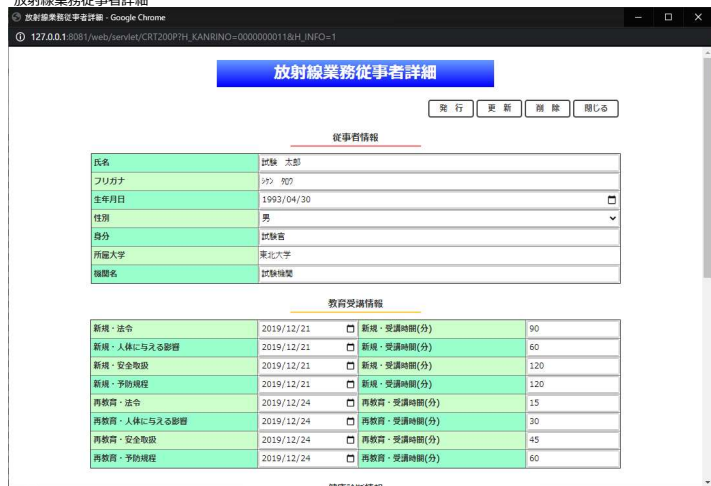 放射線業務従事者詳細
放射線業務従事者詳細 - Google Chrome
127.0.0.1:8081/web/servlet/CRT200P?H_KANRINO=0000000011&H_INFO=1
放射線業務従事者詳細
発 行 更 新 削 除 閉じる
従事者情報
氏名 試験 太郎
フリガナ ｼｹﾝ ﾀﾛｳ
生年月日 1993/04/30
性別 男
身分 試験官
所属大学 東北大学
機関名 試験機関
教育受講情報
新規・法令 2019/12/21 新規・受講時間(分) 90
新規・人体に与える影響 2019/12/21 新規・受講時間(分) 60
新規・安全取扱 2019/12/21 新規・受講時間(分) 120
新規・予防規程 2019/12/21 新規・受講時間(分) 120
再教育・法令 2019/12/24 再教育・受講時間(分) 15
再教育・人体に与える影響 2019/12/24 再教育・受講時間(分) 30
再教育・安全取扱 2019/12/24 再教育・受講時間(分) 45
再教育・予防規程 2019/12/24 再教育・受講時間(分) 60